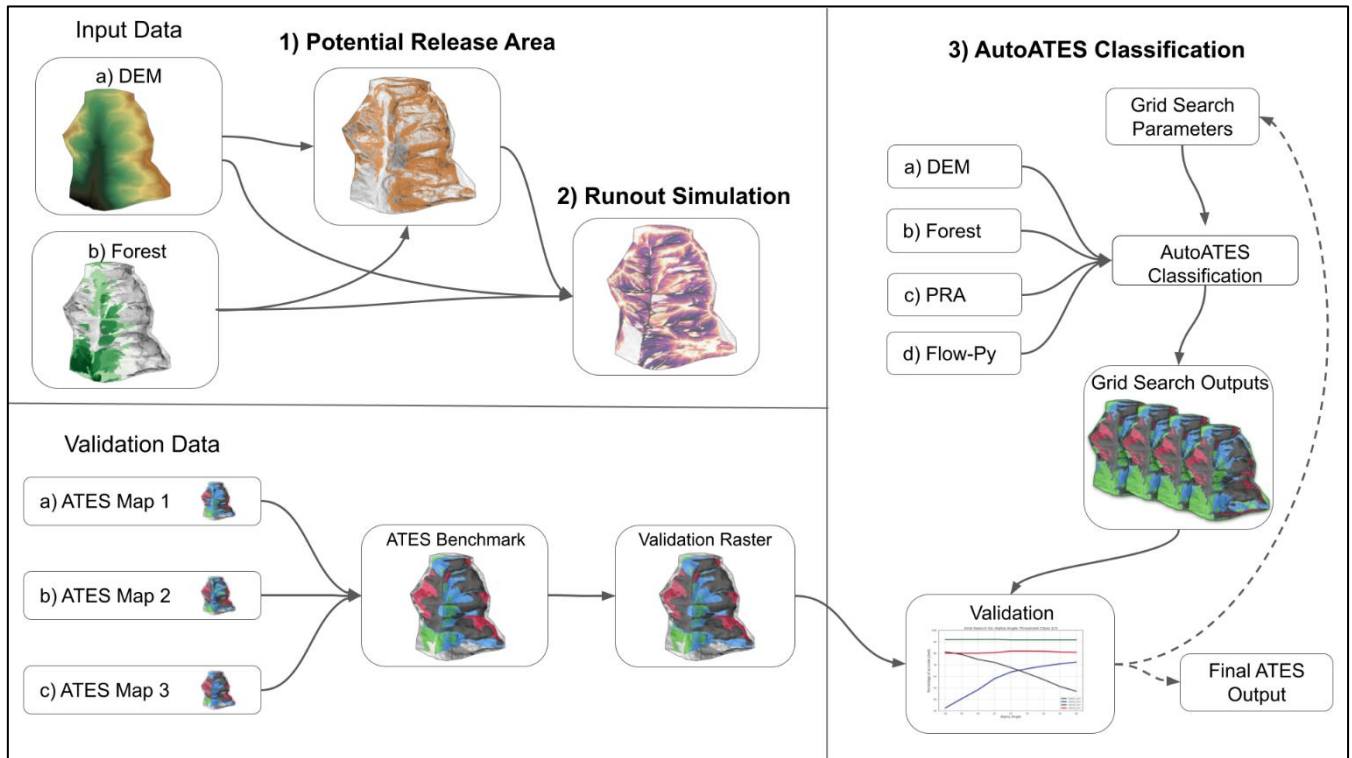 Input Data
a) DEM
b) Forest
1) Potential Release Area
2) Runout Simulation
Validation Data
a) ATES Map 1
b) ATES Map 2
c) ATES Map 3
ATES Benchmark
Validation Raster
3) AutoATES Classification
Grid Search
Parameters
a) DEM
b) Forest
c) PRA
d) Flow-Py
AutoATES
Classification
Grid Search Outputs
Validation
Final ATES
Output